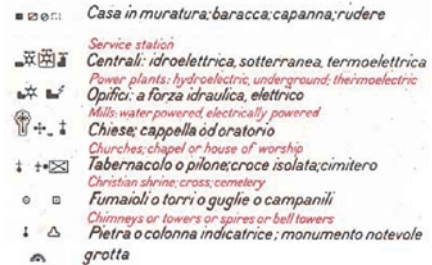 Casa in muratura; baracca; capanna; rudere
Service station
Centrali: idroelettrica, sotterranea, termoelettrica
Power plants: hydroelectric, underground; thermoelectric
Opifici: a forza idraulica, elettrico
Mills: water powered, electrically powered
Chiese; cappella od oratorio
Churches; chapel or house of worship
Tabernacolo o pilone; croce isolata; cimitero
Christian shrine; cross; cemetery
Fumaioli o torri o guglie o campanili
Chimneys or towers or spires or bell towers
Pietra o colonna indicatrice; monumento notevole
grotta